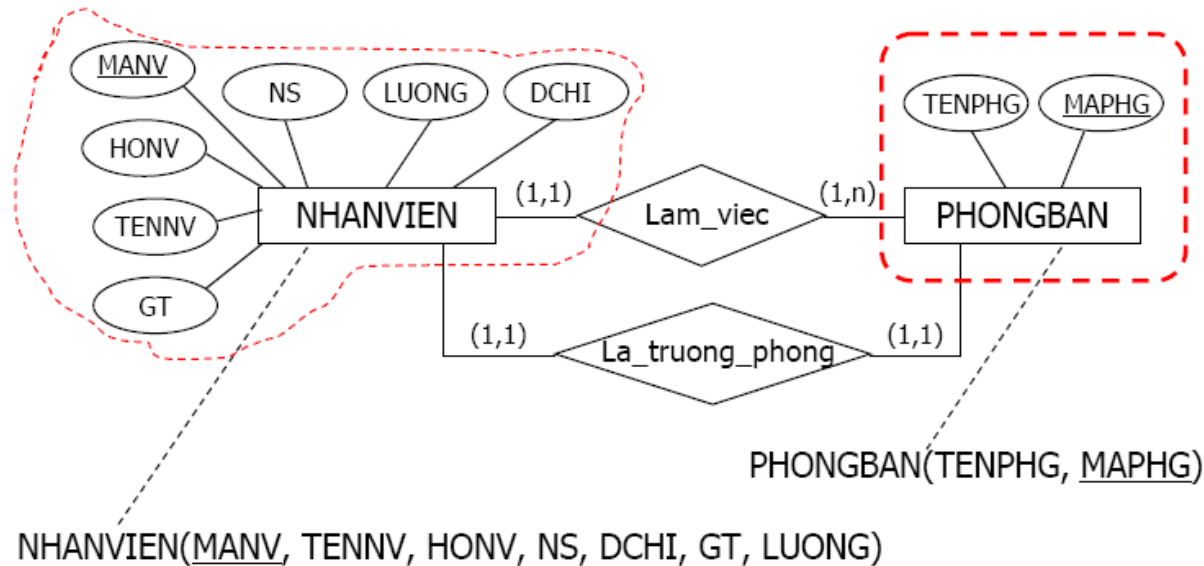 MANV
NS
LUONG
DCHI
TENPHG
MAPHG
HONV
TENNV
GT
NHANVIEN
(1,1)
Lam_viec
(1,n)
PHONGBAN
(1,1)
La_truong_phong
(1,1)
PHONGBAN(TENPHG, MAPHG)
NHANVIEN(MANV, TENNV, HONV, NS, DCHI, GT, LUONG)